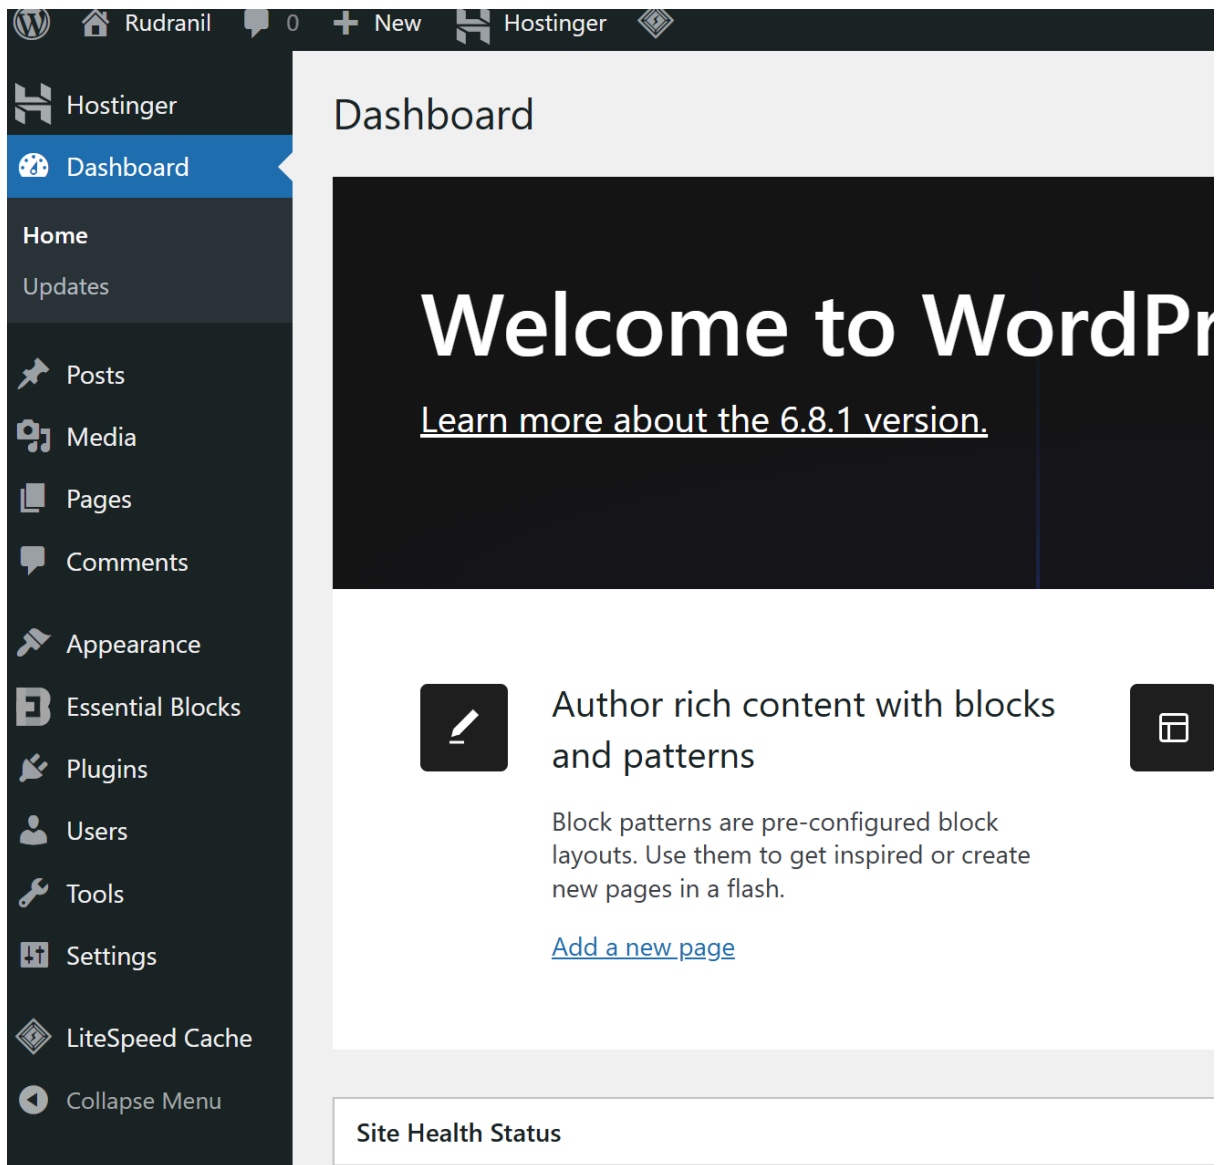 Rudranil 0 New Hostinger
Hostinger
Dashboard
Home
Updates
Posts
Media
Pages
Comments
Appearance
Essential Blocks
Plugins
Users
Tools
Settings
LiteSpeed Cache
Collapse Menu
Dashboard
Welcome to WordPr
Learn more about the 6.8.1 version.
Author rich content with blocks
and patterns
Block patterns are pre-configured block
layouts. Use them to get inspired or create
new pages in a flash.
Add a new page
Site Health Status